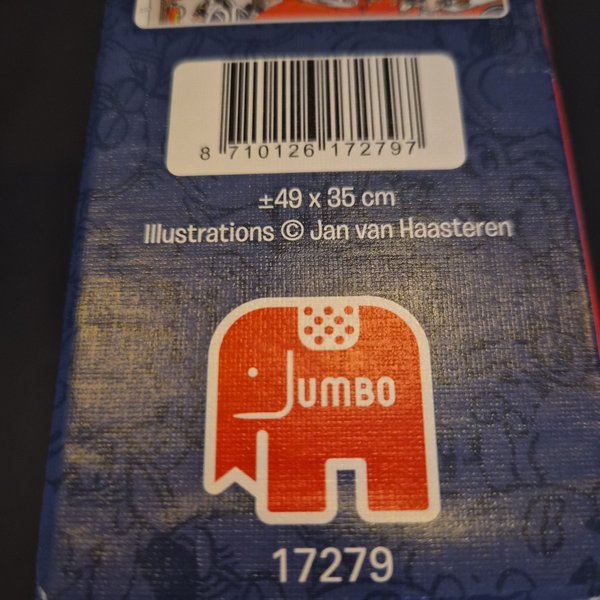 8 710126 172797
±49 x 35 cm
Illustrations © Jan van Haasteren
JUMBO
17279